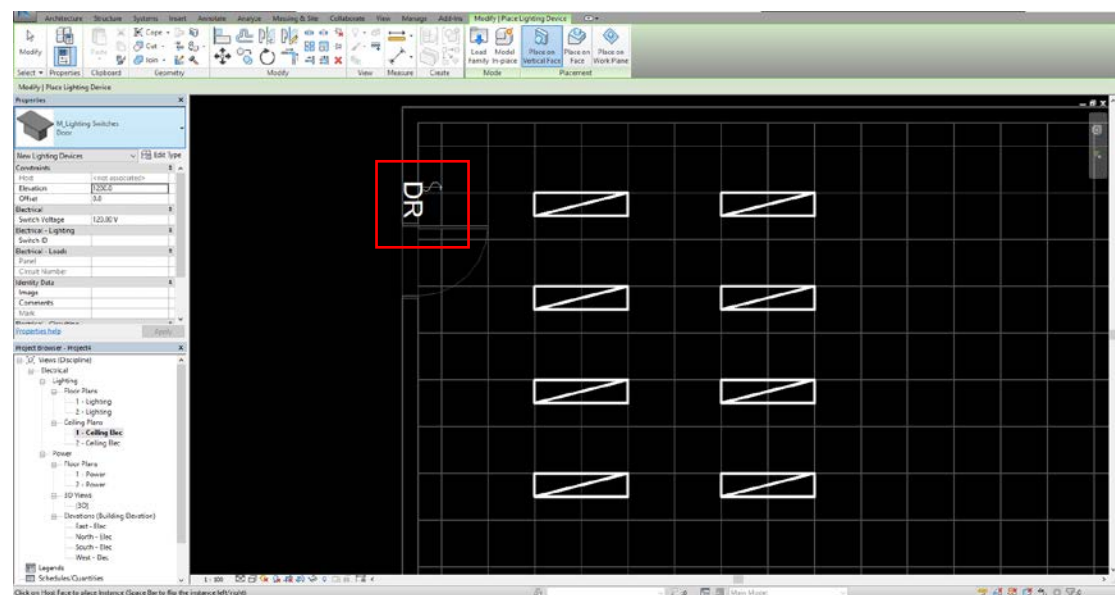 Architecture Structure Systems Insert Annotate Analyze Massing & Site Collaborate View Manage Add-Ins Modify | Place Lighting Device
Modify
Paste
Cope
Cut
Join
Load Family
Model In-place
Place on Vertical Face
Place on Face
Place on Work Plane
Select Properties Clipboard Geometry Modify View Measure Create Mode Placement
Modify | Place Lighting Device
Properties
M_Lighting Switches
Door
New Lighting Devices Edit Type
Constraints
Host <not associated>
Elevation 1200.0
Offset 0.0
Electrical
Switch Voltage 120.00 V
Electrical - Lighting
Switch ID
Electrical - Loads
Panel
Circuit Number
Identity Data
Image
Comments
Mark
Electrical - Circuiting
Properties help Apply
Project Browser - Project4
Views (Discipline)
Electrical
Lighting
Floor Plans
1 - Lighting
2 - Lighting
Ceiling Plans
1 - Ceiling Elec
2 - Ceiling Elec
Power
Floor Plans
1 - Power
2 - Power
3D Views
{3D}
Elevations (Building Elevation)
East - Elec
North - Elec
South - Elec
West - Elec
Legends
Schedules/Quantities
DR
1 : 100
Click on Host Face to place Instance (Space Bar to flip the instance left/right)
Main Model